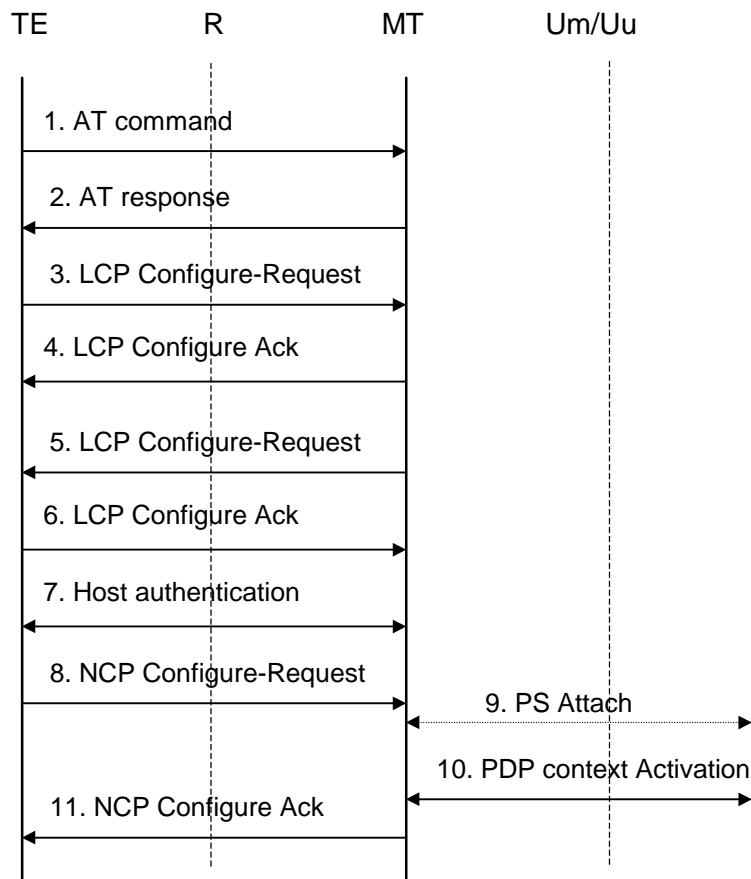 TE R MT Um/Uu
1. AT command
2. AT response
3. LCP Configure-Request
4. LCP Configure Ack
5. LCP Configure-Request
6. LCP Configure Ack
7. Host authentication
8. NCP Configure-Request
9. PS Attach
10. PDP context Activation
11. NCP Configure Ack